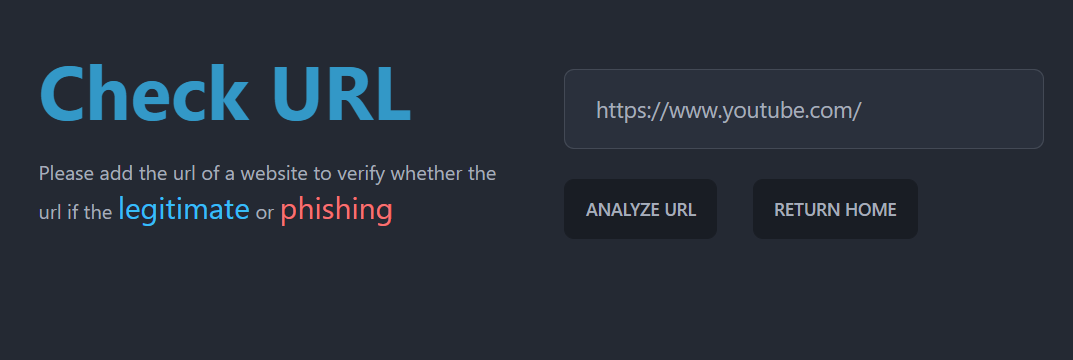 Check URL
Please add the url of a website to verify whether the
url if the legitimate or phishing
https://www.youtube.com/
ANALYZE URL
RETURN HOME